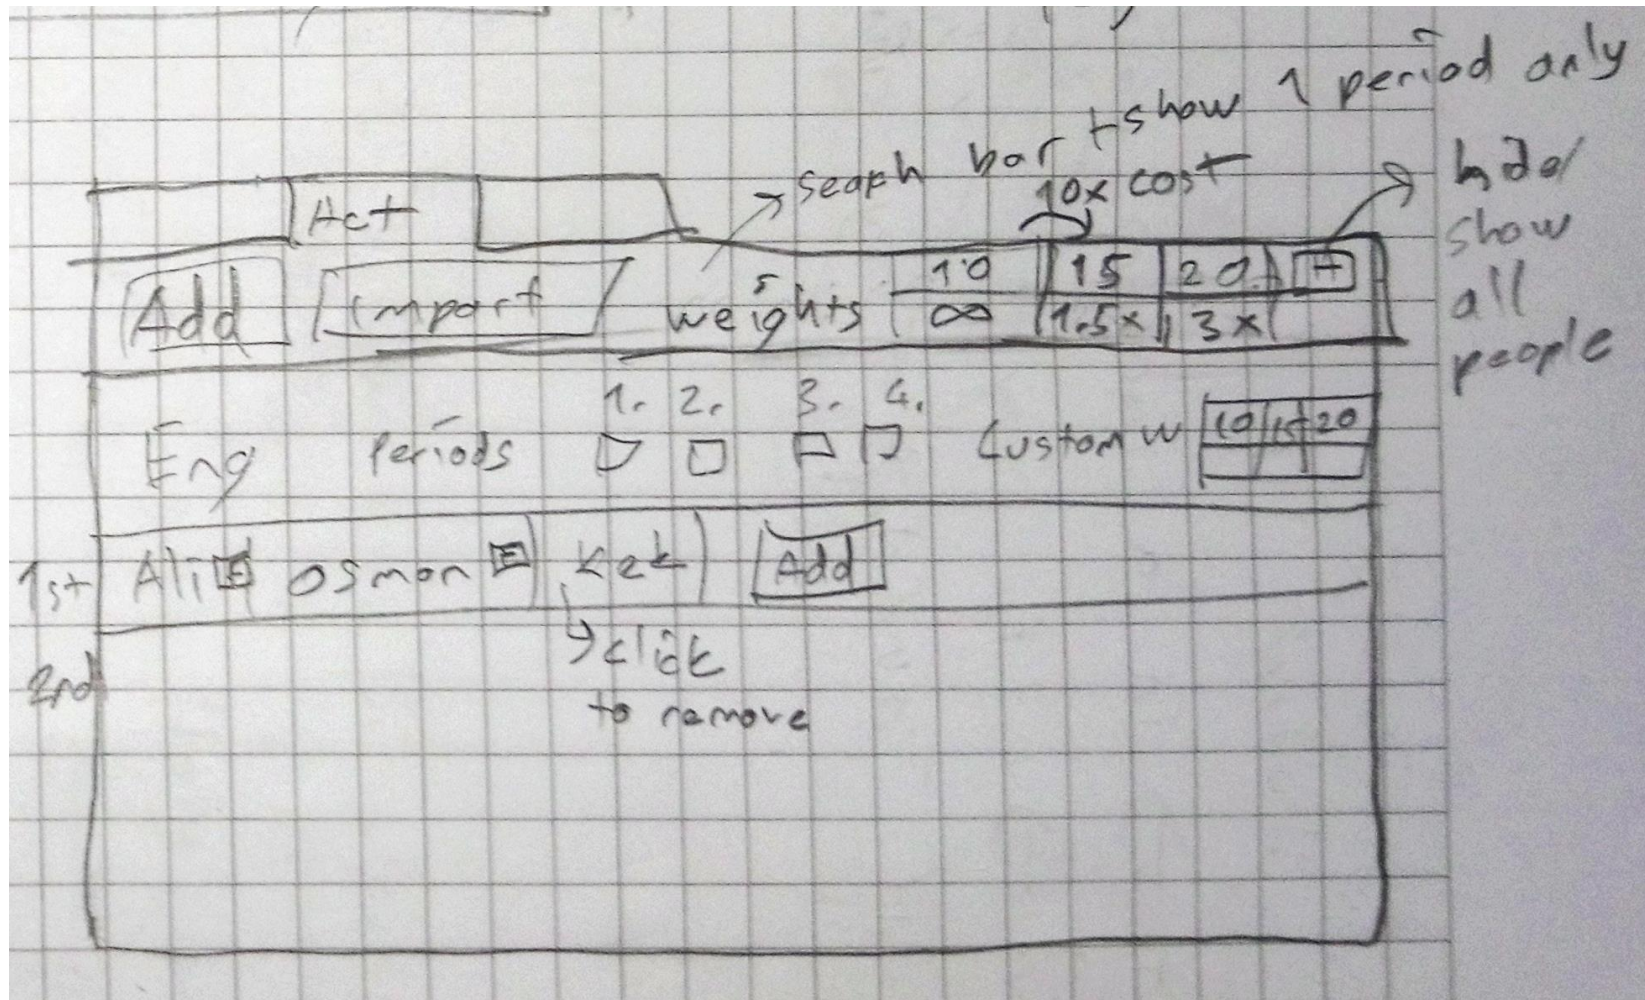 search bar + show 1 period only
10x cost
hide/
show
all
people
Act
Add Import weights 10 15 20 +
∞ 1.5x 3x
1. 2. 3. 4.
Eng Periods Custom W 10 15 20
1st Ali E Osman E Kek Add
click
to remove
2nd